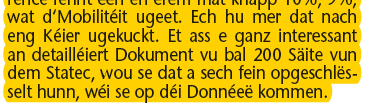 wat d'Mobilitéit ugeet. Ech hu mer dat nach
eng Kéier ugekuckt. Et ass e ganz interessant
an detailléiert Dokument vu bal 200 Säite vun
dem Statec, wou se dat a sech fein opgeschlës-
selt hunn, wéi se op déi Donnéeë kommen.